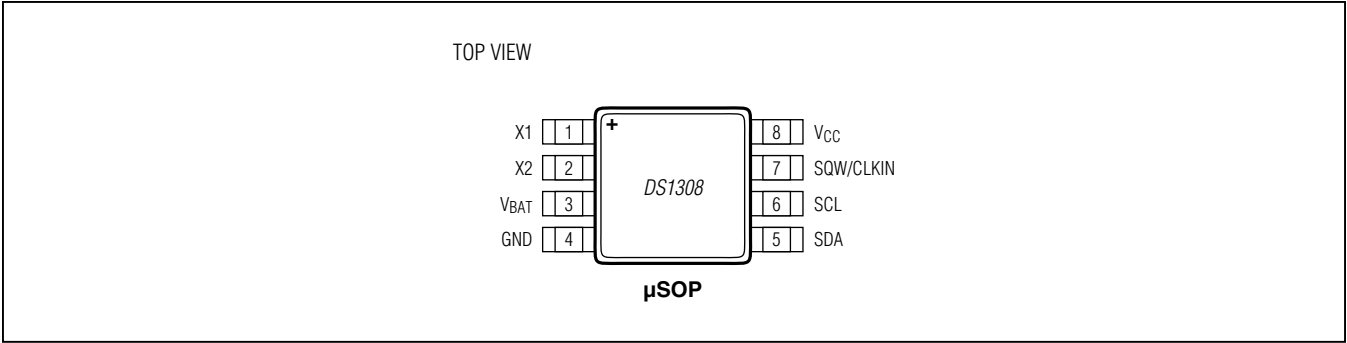 TOP VIEW
X1 1 + 8 VCC
X2 2 7 SQW/CLKIN
DS1308
VBAT 3 6 SCL
GND 4 5 SDA
µSOP